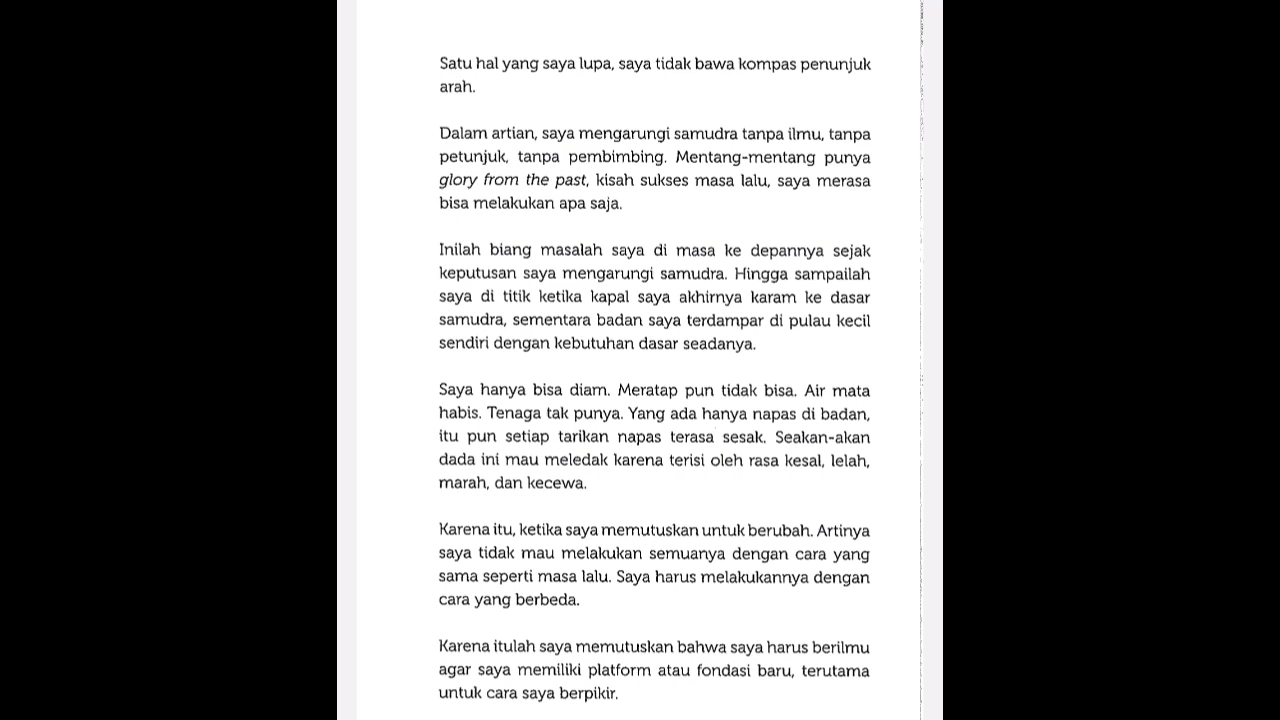 Satu hal yang saya lupa, saya tidak bawa kompas penunjuk
arah.
Dalam artian, saya mengarungi samudra tanpa ilmu, tanpa
petunjuk, tanpa pembimbing. Mentang-mentang punya
glory from the past, kisah sukses masa lalu, saya merasa
bisa melakukan apa saja.
Inilah biang masalah saya di masa ke depannya sejak
keputusan saya mengarungi samudra. Hingga sampailah
saya di titik ketika kapal saya akhirnya karam ke dasar
samudra, sementara badan saya terdampar di pulau kecil
sendiri dengan kebutuhan dasar seadanya.
Saya hanya bisa diam. Meratap pun tidak bisa. Air mata
habis. Tenaga tak punya. Yang ada hanya napas di badan,
itu pun setiap tarikan napas terasa sesak. Seakan-akan
dada ini mau meledak karena terisi oleh rasa kesal, lelah,
marah, dan kecewa.
Karena itu, ketika saya memutuskan untuk berubah. Artinya
saya tidak mau melakukan semuanya dengan cara yang
sama seperti masa lalu. Saya harus melakukannya dengan
cara yang berbeda.
Karena itulah saya memutuskan bahwa saya harus berilmu
agar saya memiliki platform atau fondasi baru, terutama
untuk cara saya berpikir.